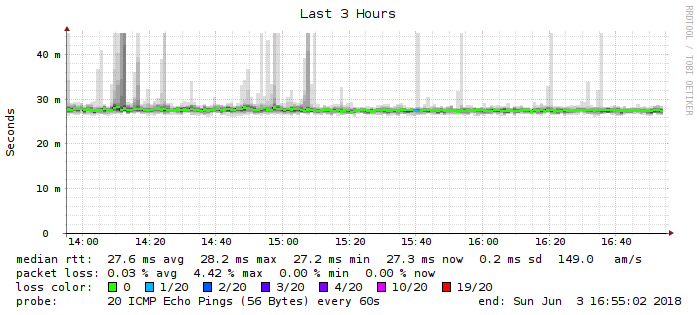 Last 3 Hours
RRDTOOL / TOBI OETIKER
Seconds
40 m
30 m
20 m
10 m
0
14:00 14:20 14:40 15:00 15:20 15:40 16:00 16:20 16:40
median rtt: 27.6 ms avg 28.2 ms max 27.2 ms min 27.3 ms now 0.2 ms sd 149.0 am/s
packet loss: 0.03 % avg 4.42 % max 0.00 % min 0.00 % now
loss color: 0 1/20 2/20 3/20 4/20 10/20 19/20
probe: 20 ICMP Echo Pings (56 Bytes) every 60s end: Sun Jun 3 16:55:02 2018